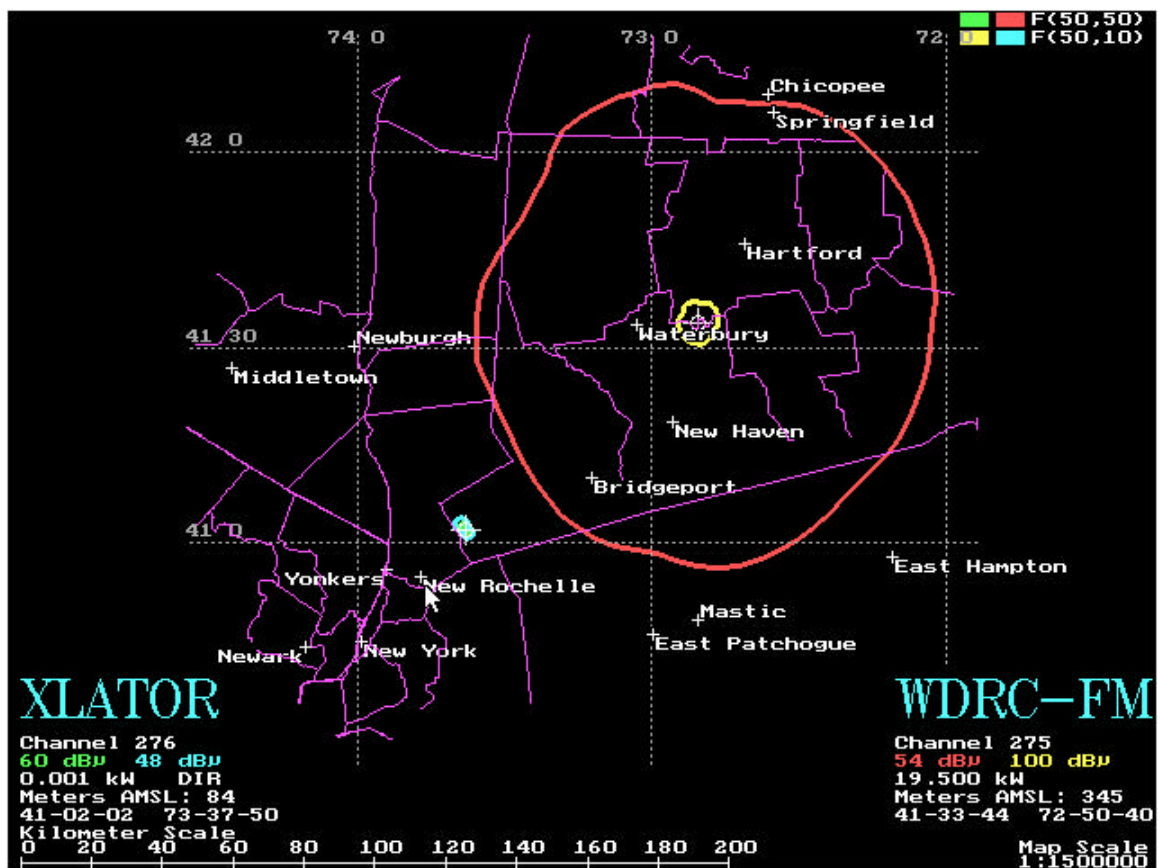 F(50,50)
74 0
73 0
72 0
F(50,10)
Chicopee
Springfield
42 0
Hartford
41 30
Newburgh
Waterbury
Middletown
New Haven
Bridgeport
41 0
East Hampton
Yonkers
New Rochelle
Mastic
East Patchogue
Newark
New York
XLATOR
Channel 276
60 dBµ 48 dBµ
0.001 kW DIR
Meters AMSL: 84
41-02-02 73-37-50
Kilometer Scale
0 20 40 60 80 100 120 140 160 180 200
WDRC-FM
Channel 275
54 dBµ 100 dBµ
19.500 kW
Meters AMSL: 345
41-33-44 72-50-40
Map Scale
1:1500000